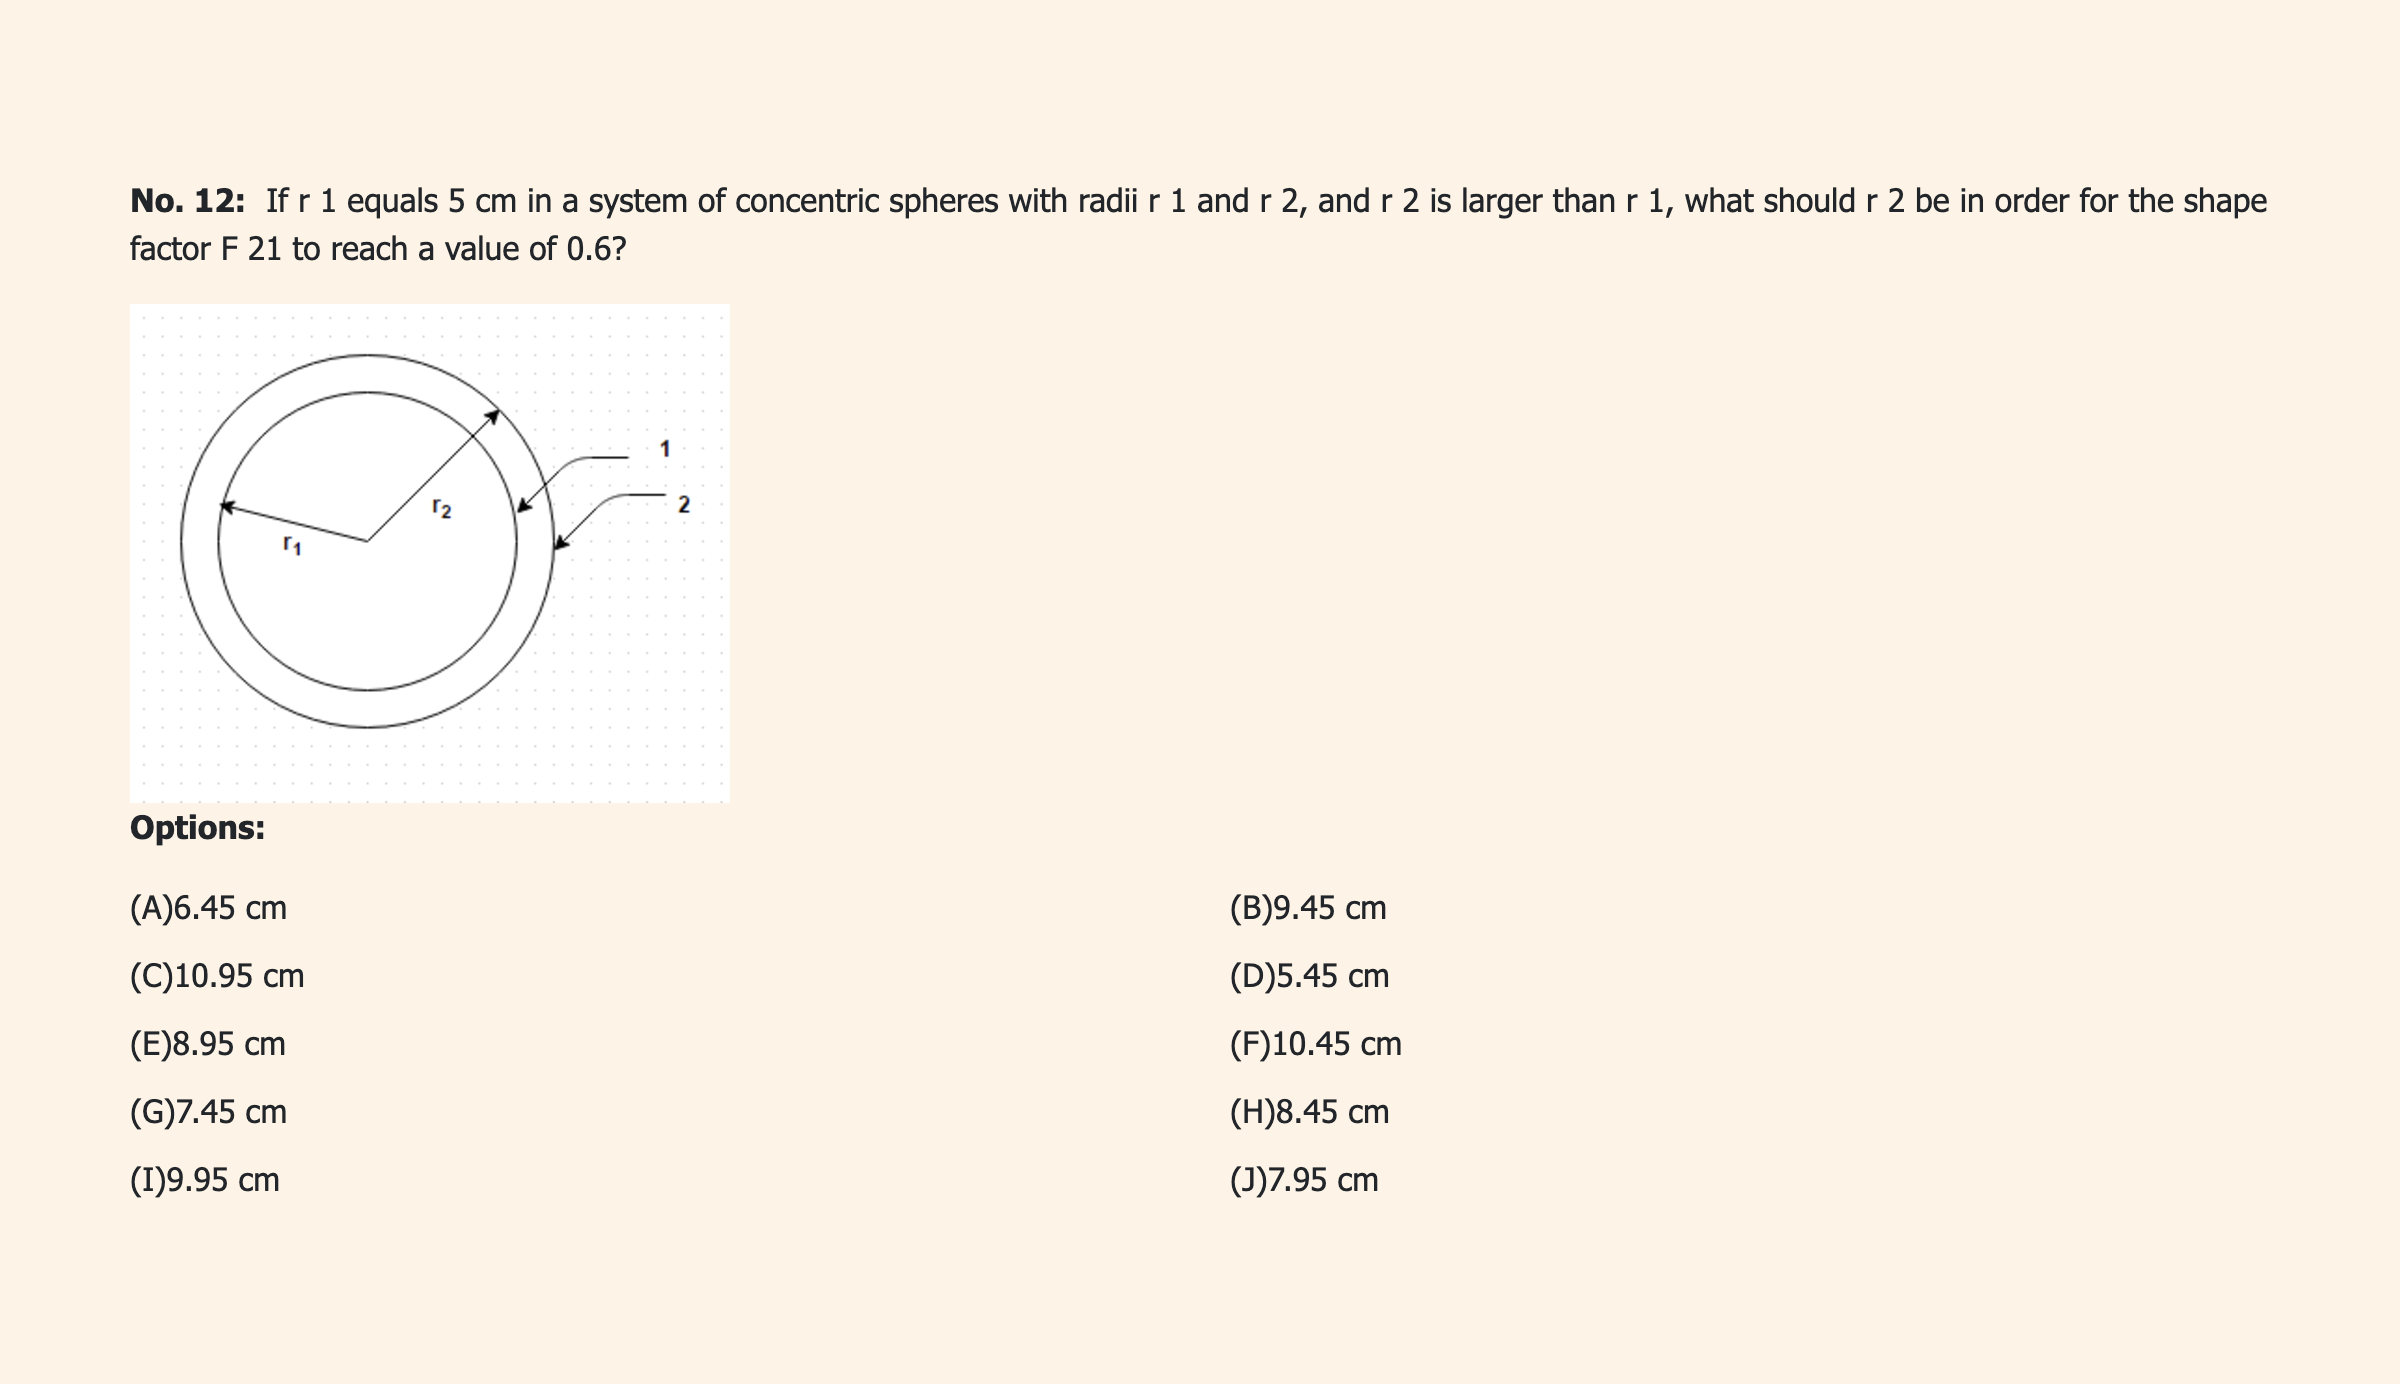 No. 12: If r 1 equals 5 cm in a system of concentric spheres with radii r 1 and r 2, and r 2 is larger than r 1, what should r 2 be in order for the shape
factor F 21 to reach a value of 0.6?
1
r2
2
r1
Options:
(A)6.45 cm
(B)9.45 cm
(C)10.95 cm
(D)5.45 cm
(E)8.95 cm
(F)10.45 cm
(G)7.45 cm
(H)8.45 cm
(I)9.95 cm
(J)7.95 cm